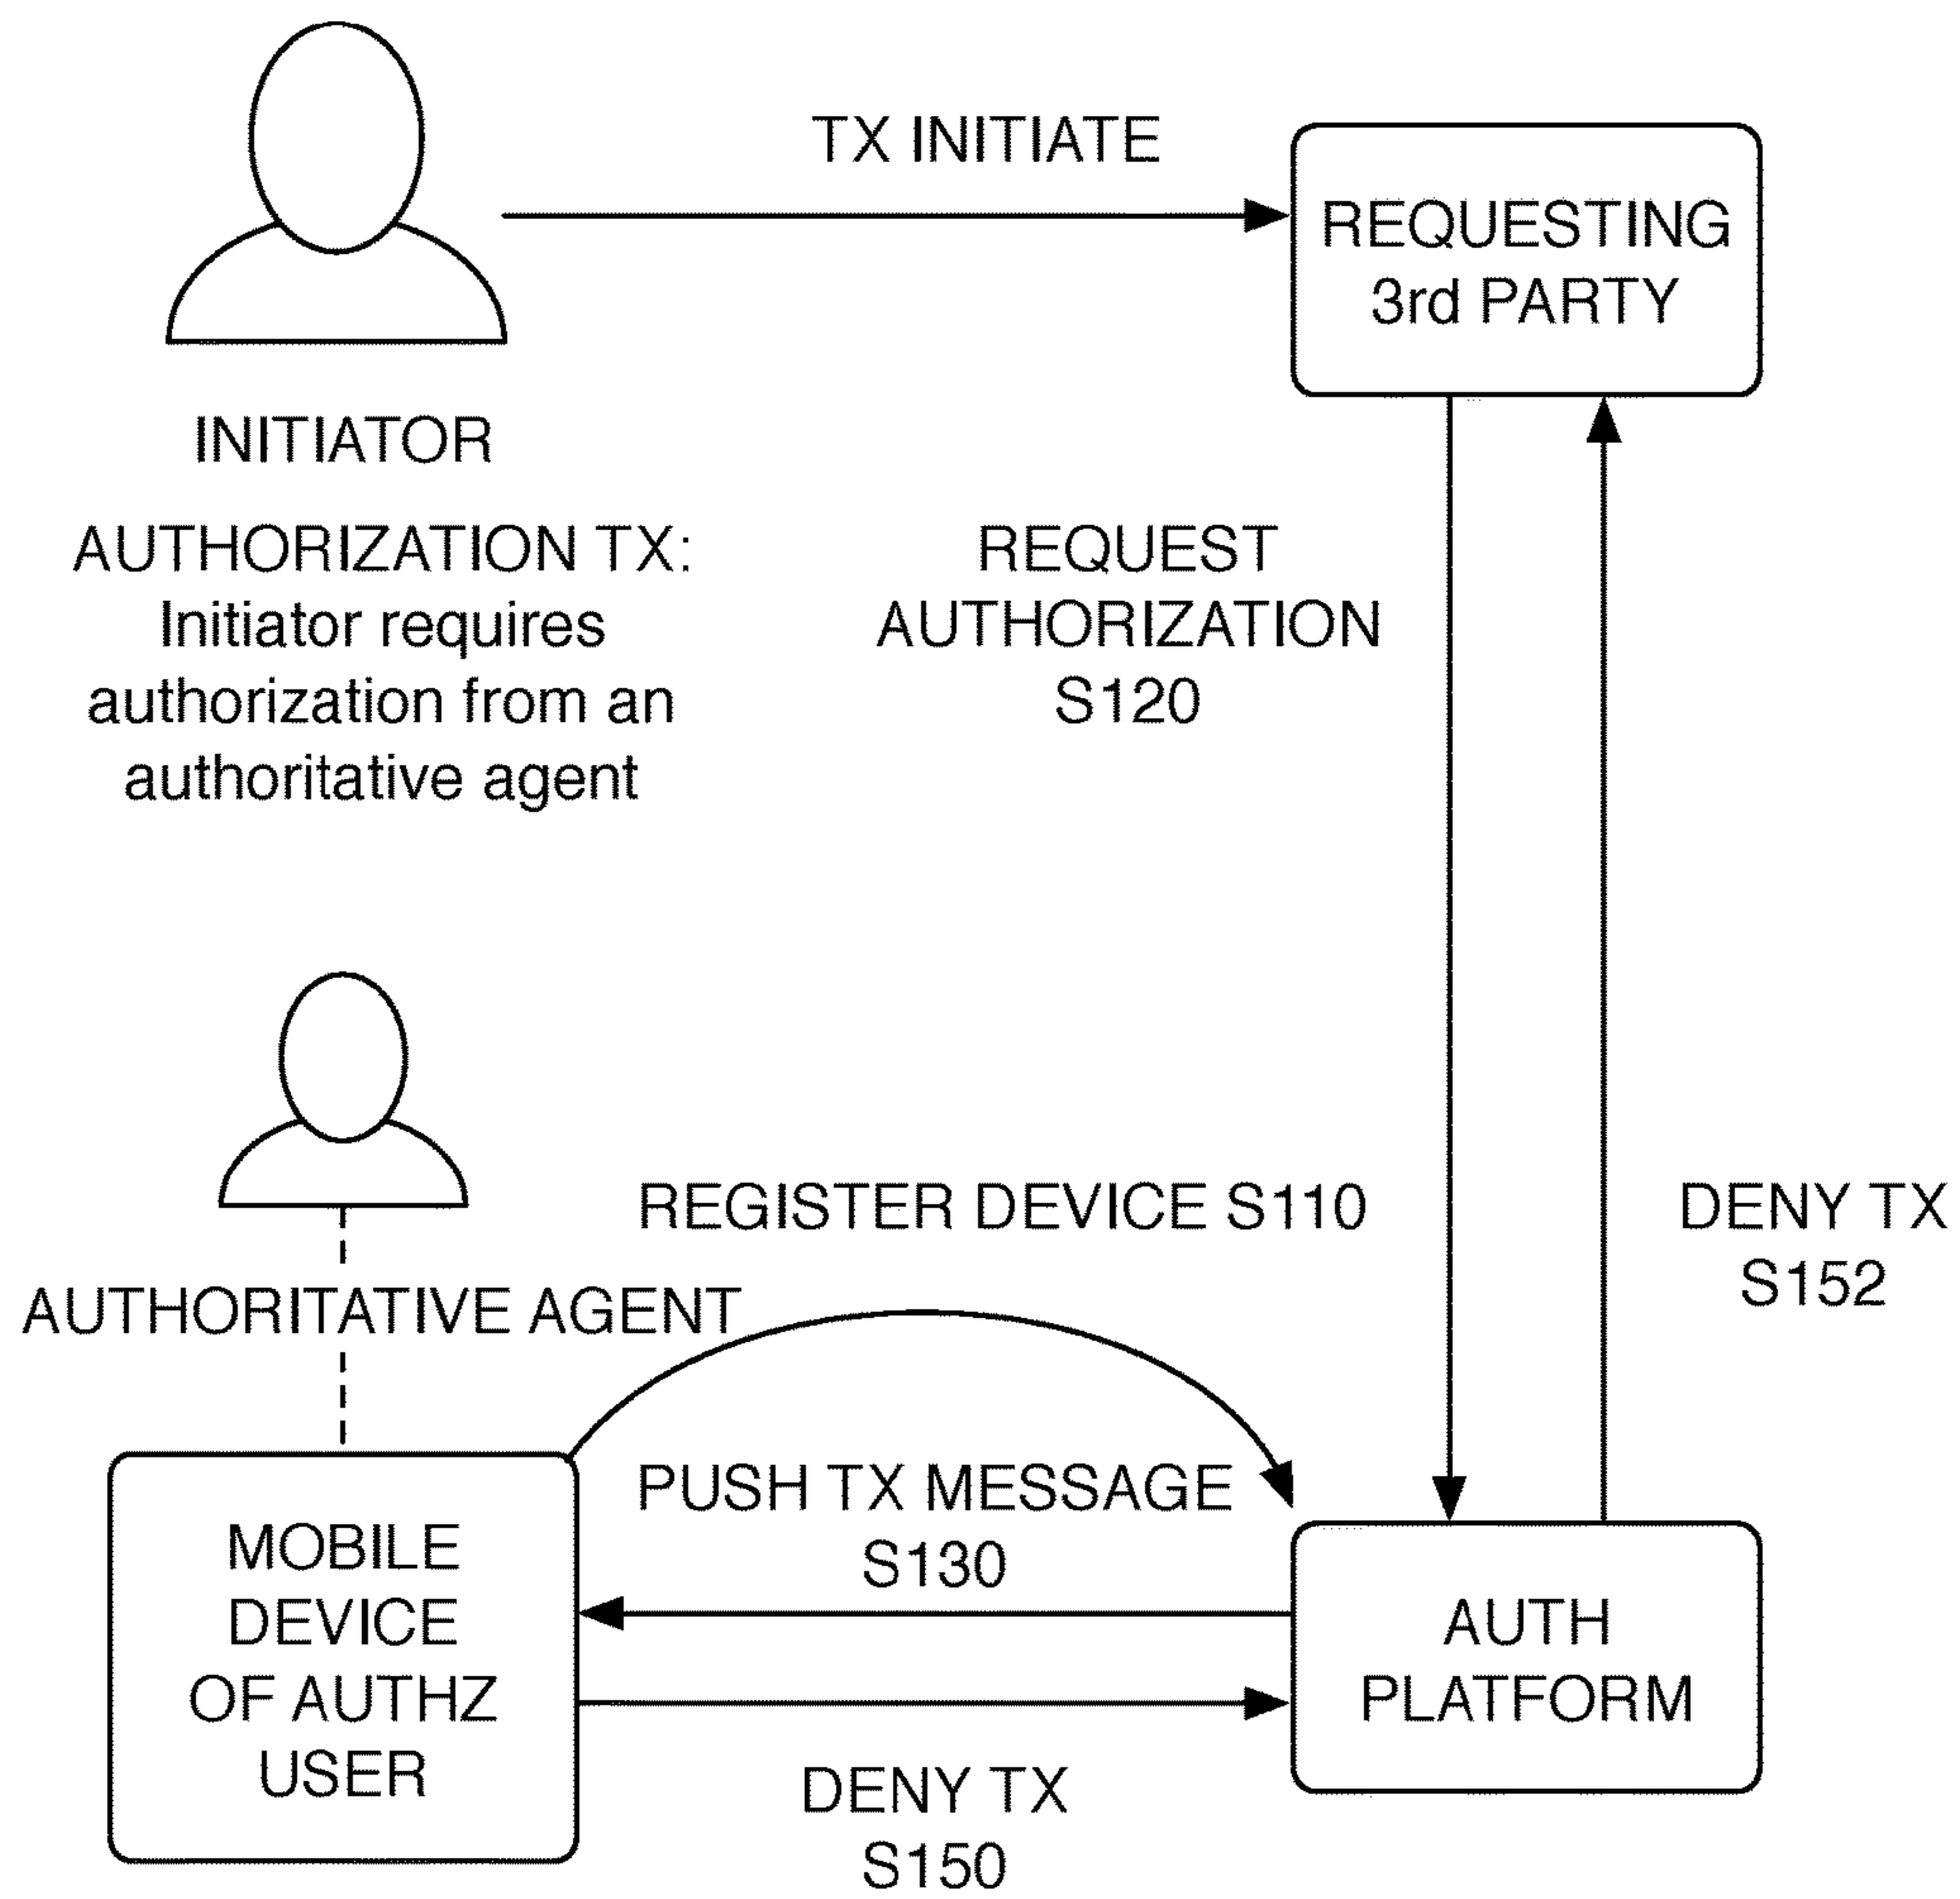 TX INITIATE
REQUESTING
3rd PARTY
INITIATOR
AUTHORIZATION TX:
Initiator requires
authorization from an
authoritative agent
REQUEST
AUTHORIZATION
S120
REGISTER DEVICE S110
DENY TX
S152
AUTHORITATIVE AGENT
PUSH TX MESSAGE
S130
MOBILE
DEVICE
OF AUTHZ
USER
AUTH
PLATFORM
DENY TX
S150